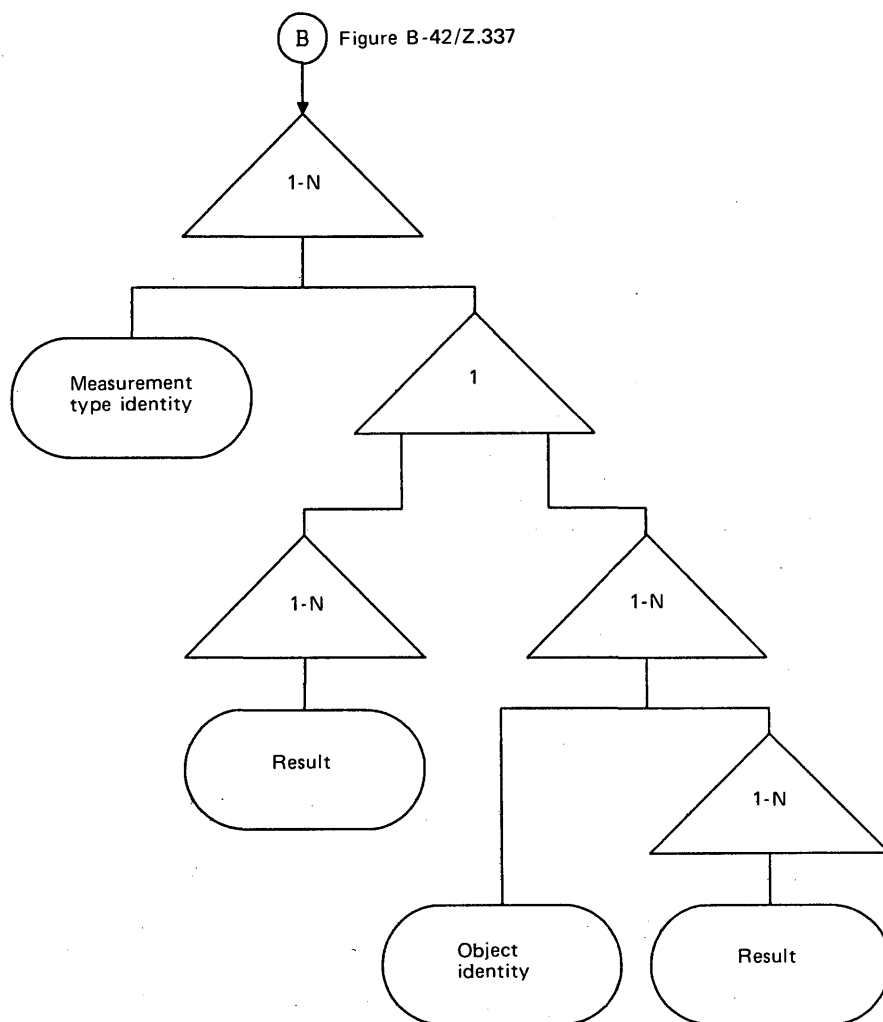 B Figure B-42/Z.337
1-N
Measurement
type identity
1
1-N
1-N
Result
1-N
Object
identity
Result